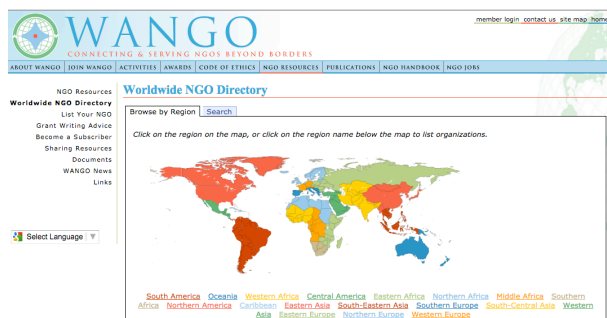 member login contact us site map home
WANGO
CONNECTING & SERVING NGOS BEYOND BORDERS
ABOUT WANGO JOIN WANGO ACTIVITIES AWARDS CODE OF ETHICS NGO RESOURCES PUBLICATIONS NGO HANDBOOK NGO JOBS
NGO Resources
Worldwide NGO Directory
List Your NGO
Grant Writing Advice
Become a Subscriber
Sharing Resources
Documents
WANGO News
Links
Select Language
Worldwide NGO Directory
Browse by Region Search
Click on the region on the map, or click on the region name below the map to list organizations.
South America Oceania Western Africa Central America Eastern Africa Northern Africa Middle Africa Southern
Africa Northern America Caribbean Eastern Asia South-Eastern Asia Southern Europe South-Central Asia Western
Asia Eastern Europe Northern Europe Western Europe